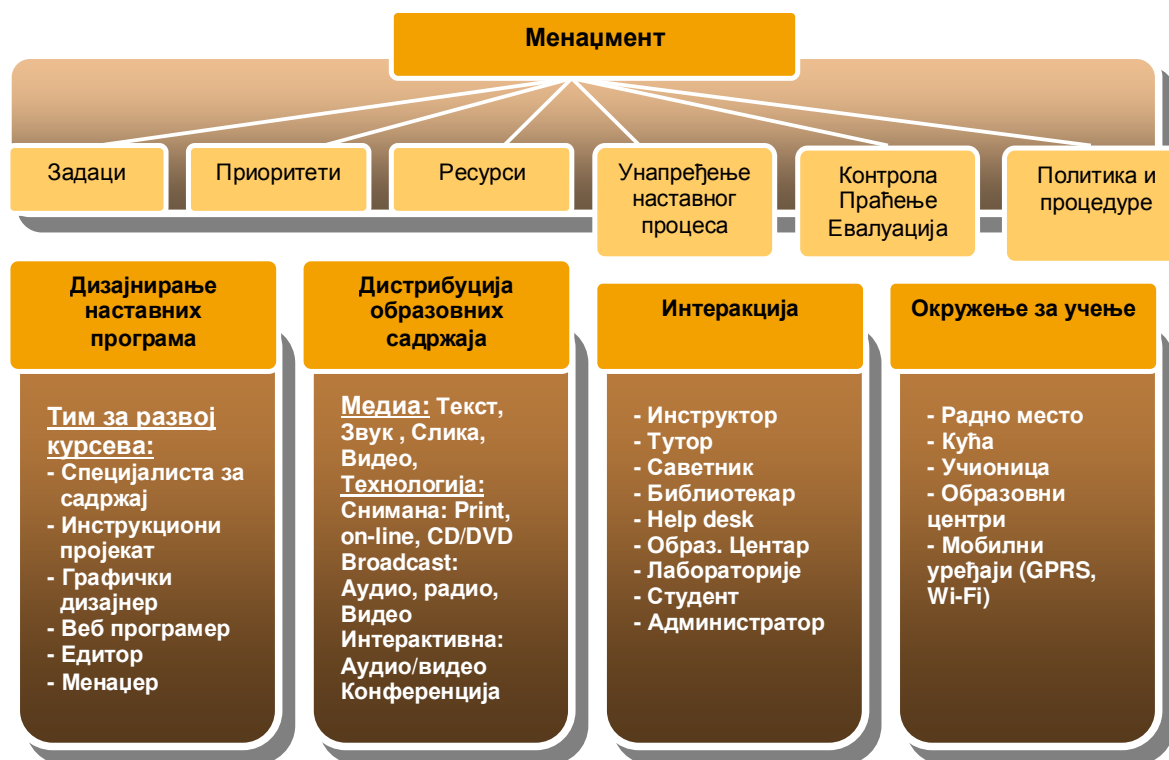 Менаџмент
Задаци
Приоритети
Ресурси
Унапређење
наставног
процеса
Контрола
Праћење
Евалуација
Политика и
процедуре
Дизајнирање
наставних
програма
Тим за развој
курсева:
- Специјалиста за
садржај
- Инструкциони
пројекат
- Графички
дизајнер
- Веб програмер
- Едитор
- Менаџер
Дистрибуција
образовних
садржаја
Медиа: Текст,
Звук , Слика,
Видео,
Технологија:
Снимана: Print,
on-line, CD/DVD
Broadcast:
Аудио, радио,
Видео
Интерактивна:
Аудио/видео
Конференција
Интеракција
- Инструктор
- Тутор
- Саветник
- Библиотекар
- Help desk
- Образ. Центар
- Лабораторије
- Студент
- Администратор
Окружење за учење
- Радно место
- Кућа
- Учионица
- Образовни
центри
- Мобилни
уређаји (GPRS,
Wi-Fi)